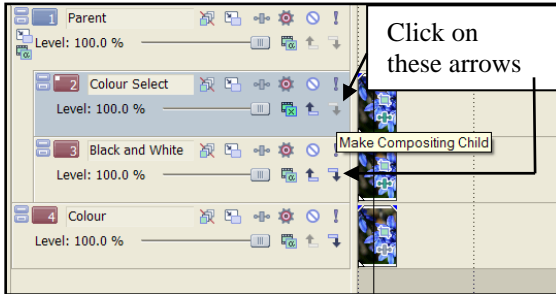 1 Parent
Level: 100.0 %
Click on
these arrows
2 Colour Select
Level: 100.0 %
Make Compositing Child
3 Black and White
Level: 100.0 %
4 Colour
Level: 100.0 %